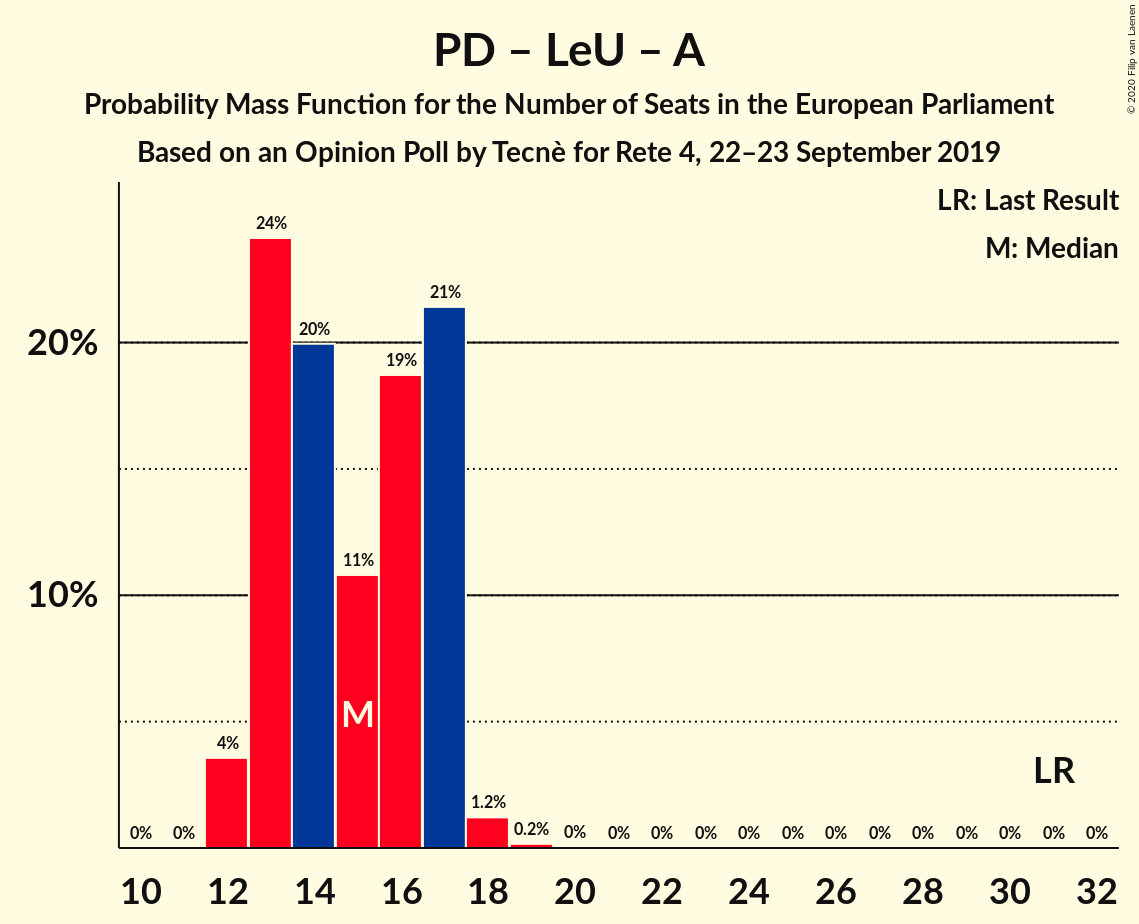 PD – LeU – A
Probability Mass Function for the Number of Seats in the European Parliament
Based on an Opinion Poll by Tecnè for Rete 4, 22–23 September 2019
© 2020 Filip van Laenen
LR: Last Result
M: Median
24%
21%
20%
20%
19%
11%
10%
M
4%
LR
1.2%
0.2%
0% 0% 0% 0% 0% 0% 0% 0% 0% 0% 0% 0% 0% 0% 0%
10 12 14 16 18 20 22 24 26 28 30 32